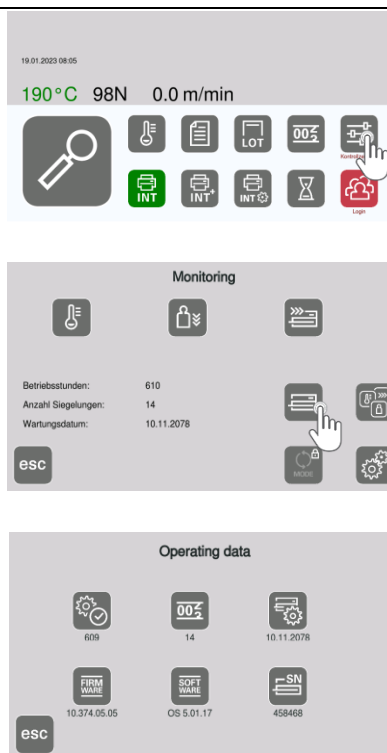 19.01.2023 08:05
190°C 98N 0.0 m/min
LOT
002
INT
INT+
INT
Login
Monitoring
Betriebsstunden: 610
Anzahl Siegelungen: 14
Wartungsdatum: 10.11.2078
esc
MODE
Operating data
002
609 14 10.11.2078
FIRM
WARE
SOFT
WARE
SN
10.374.05.05 OS 5.01.17 458468
esc